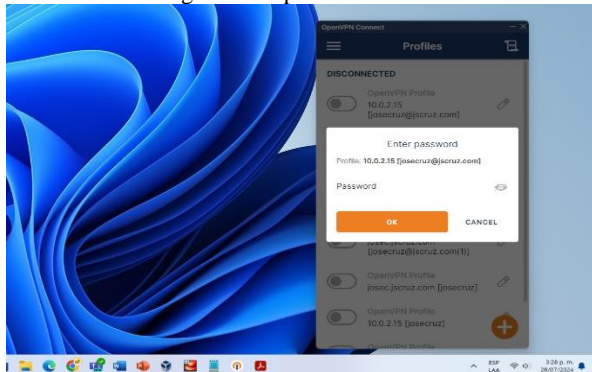 OpenVPN Connect
Profiles
DISCONNECTED
OpenVPN Profile
10.0.2.15
[josecruz@jscruz.com]
Enter password
Profile: 10.0.2.15 [josecruz@jscruz.com]
Password
OK
CANCEL
josec.jscruz.com
[josecruz@jscruz.com(1)]
OpenVPN Profile
josec.jscruz.com [josecruz]
OpenVPN Profile
10.0.2.15 [josecruz]
OpenVPN Profile
ESP
LAA
3:28 p. m.
28/07/2024